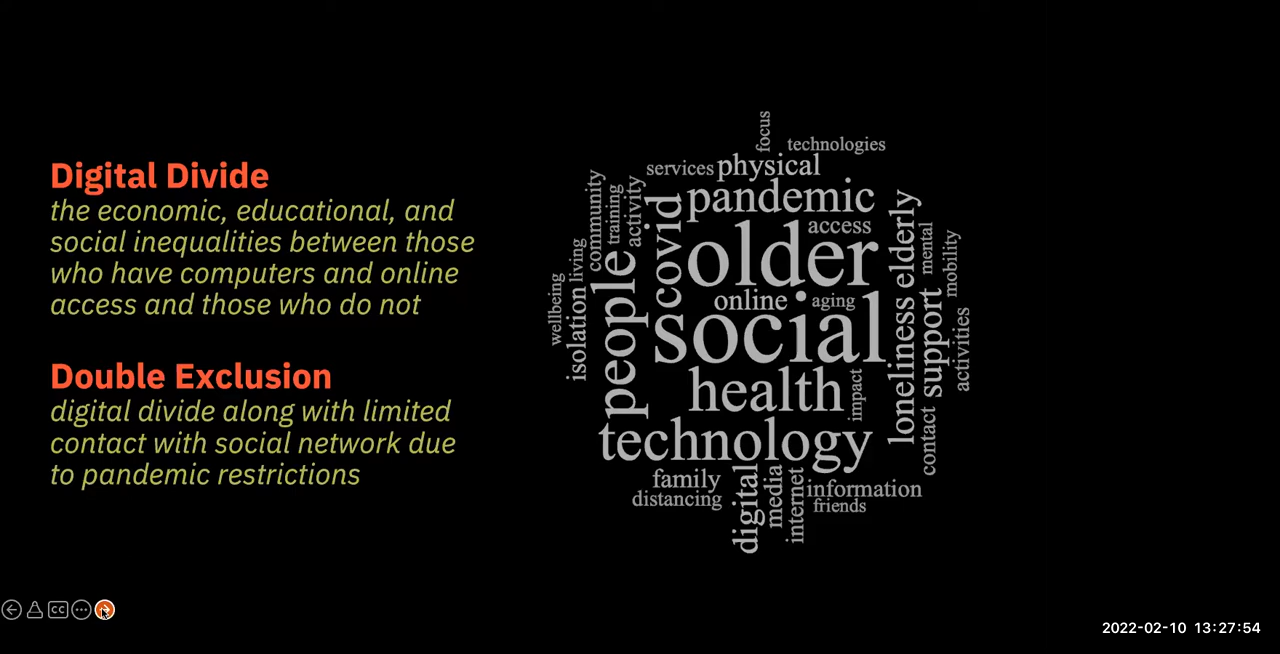 Digital Divide
the economic, educational, and
social inequalities between those
who have computers and online
access and those who do not
Double Exclusion
digital divide along with limited
contact with social network due
to pandemic restrictions
focus
technologies
services
physical
community
training
activity
covid
pandemic
access
older
elderly
mental
mobility
wellbeing
isolation
living
people
online
aging
social
loneliness
support
activities
health
impact
contact
technology
family
distancing
digital
media
internet
information
friends
CC
2022-02-10 13:27:54